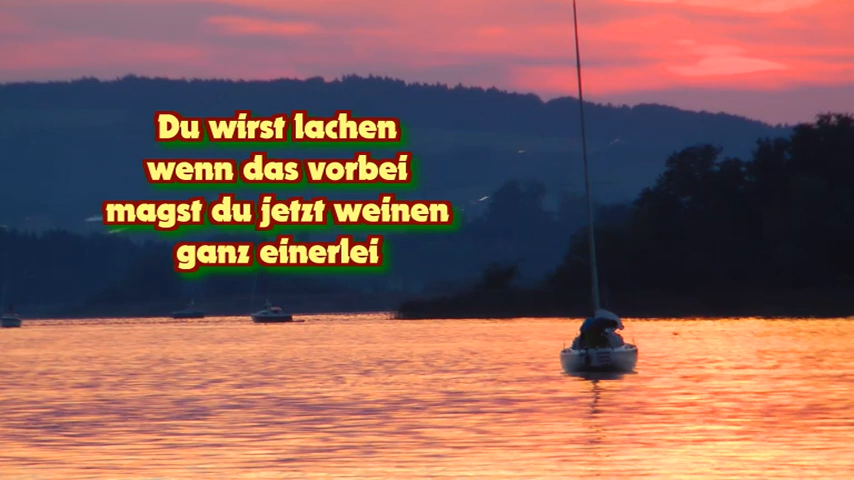 Du wirst lachen
wenn das vorbei
magst du jetzt weinen
ganz einerlei